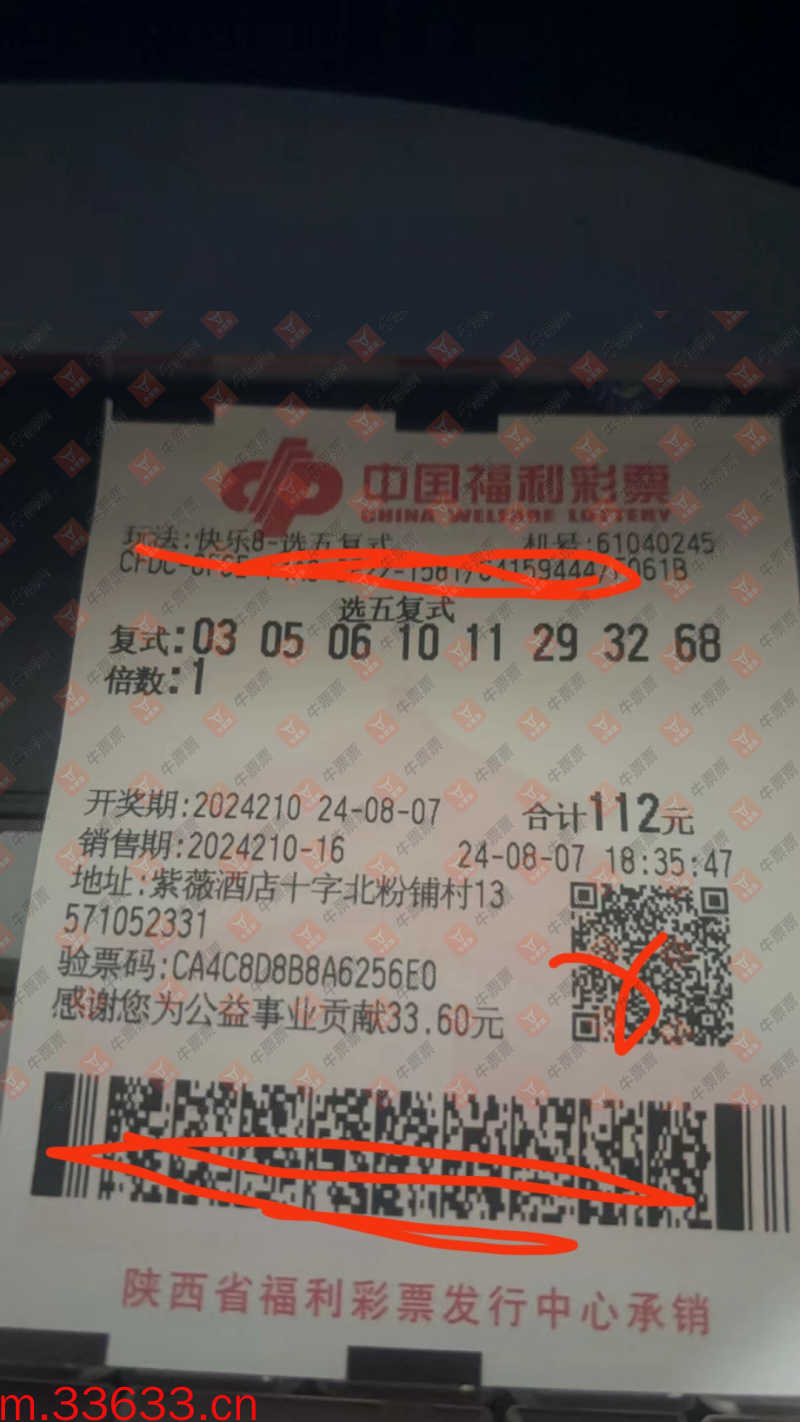 中国福利彩票
CHINA WELFARE LOTTERY
玩法:快乐8-选五复式 机号:61040245
选五复式
复式:03 05 06 10 11 29 32 68
倍数:1
开奖期:2024210 24-08-07 合计112元
销售期:2024210-16 24-08-07 18:35:47
地址:紫薇酒店十字北粉铺村13
571052331
验票码:CA4C8D8B8A6256E0
感谢您为公益事业贡献33.60元
陕西省福利彩票发行中心承销
m.33633.cn
牛票票